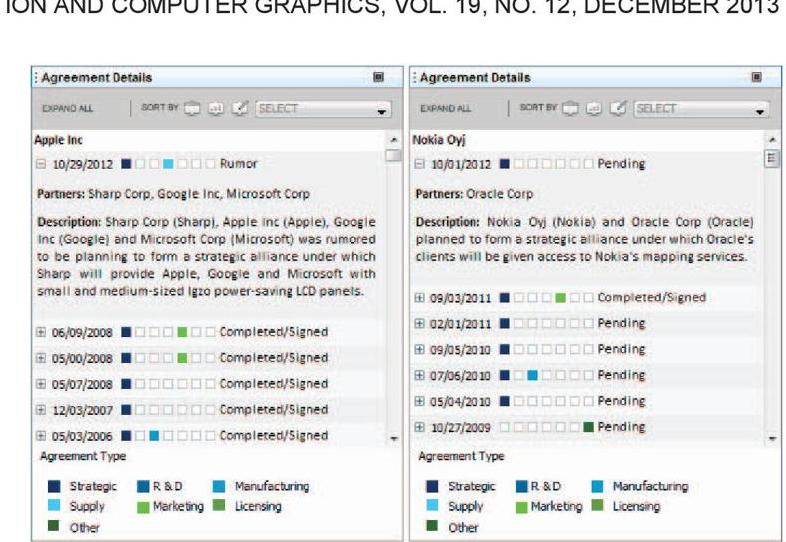 ION AND COMPUTER GRAPHICS, VOL. 19, NO. 12, DECEMBER 2013
Agreement Details
EXPAND ALL SORT BY SELECT
Apple Inc
10/29/2012 Rumor
Partners: Sharp Corp, Google Inc, Microsoft Corp
Description: Sharp Corp (Sharp), Apple Inc (Apple), Google
Inc (Google) and Microsoft Corp (Microsoft) was rumored
to be planning to form a strategic alliance under which
Sharp will provide Apple, Google and Microsoft with
small and medium-sized Igzo power-saving LCD panels.
06/09/2008 Completed/Signed
05/00/2008 Completed/Signed
05/07/2008 Completed/Signed
12/03/2007 Completed/Signed
05/03/2006 Completed/Signed
Agreement Type
Strategic R & D Manufacturing
Supply Marketing Licensing
Other
Agreement Details
EXPAND ALL SORT BY SELECT
Nokia Oyj
10/01/2012 Pending
Partners: Oracle Corp
Description: Nokia Oyj (Nokia) and Oracle Corp (Oracle)
planned to form a strategic alliance under which Oracle's
clients will be given access to Nokia's mapping services.
09/03/2011 Completed/Signed
02/01/2011 Pending
09/05/2010 Pending
07/06/2010 Pending
05/04/2010 Pending
10/27/2009 Pending
Agreement Type
Strategic R & D Manufacturing
Supply Marketing Licensing
Other